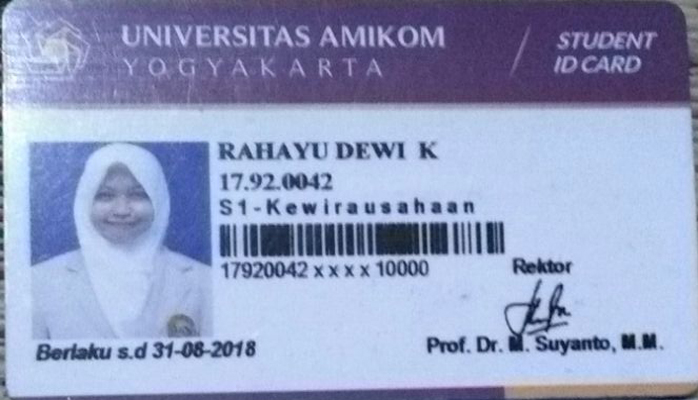 UNIVERSITAS AMIKOM
YOGYAKARTA
STUDENT
ID CARD
RAHAYU DEWI K
17.92.0042
S1-Kewirausahaan
17920042 x x x x 10000
Rektor
Berlaku s.d 31-08-2018
Prof. Dr. M. Suyanto, M.M.